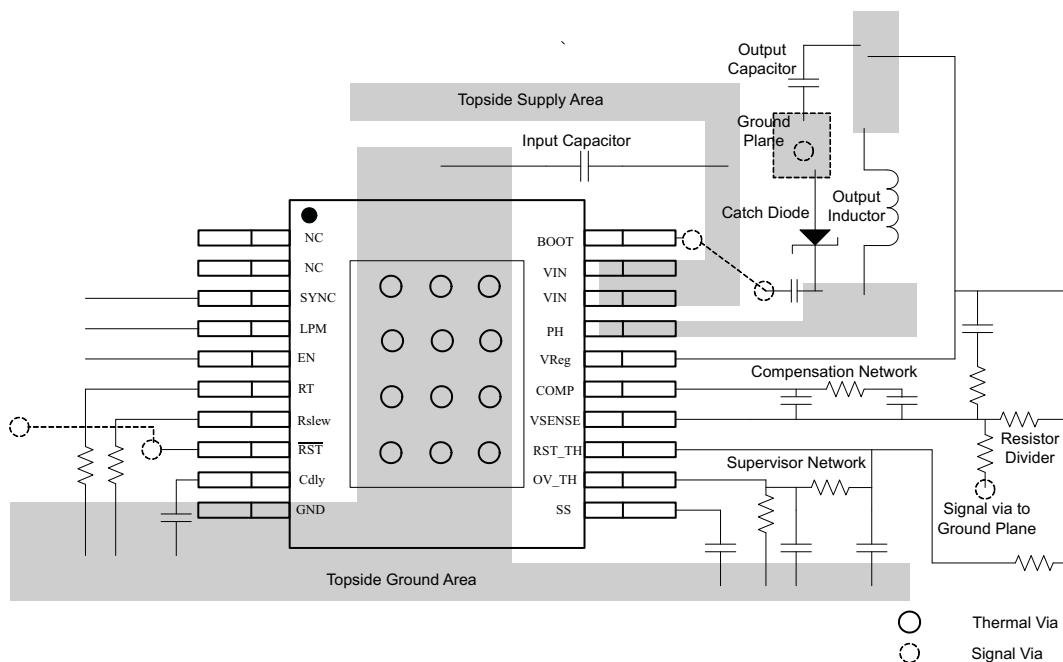 `
Output
Capacitor
Topside Supply Area
Ground
Plane
Input Capacitor
Output
Inductor
Catch Diode
NC
NC
SYNC
LPM
EN
RT
Rslew
RST
Cdly
GND
BOOT
VIN
VIN
PH
VReg
COMP
VSENSE
RST_TH
OV_TH
SS
Compensation Network
Supervisor Network
Resistor
Divider
Signal via to
Ground Plane
Topside Ground Area
Thermal Via
Signal Via